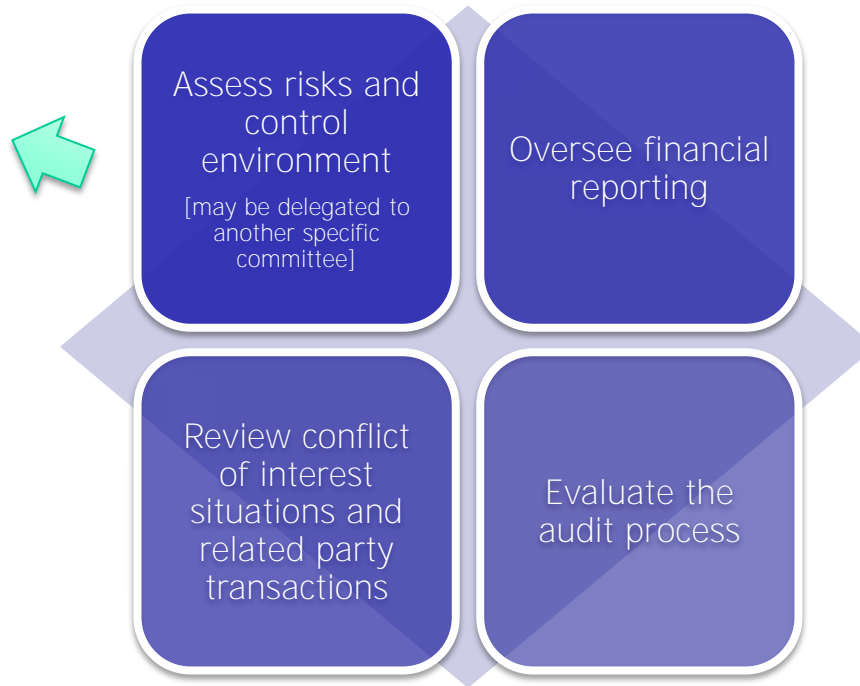 Assess risks and
control
environment
[may be delegated to
another specific
committee]
Oversee financial
reporting
Review conflict
of interest
situations and
related party
transactions
Evaluate the
audit process